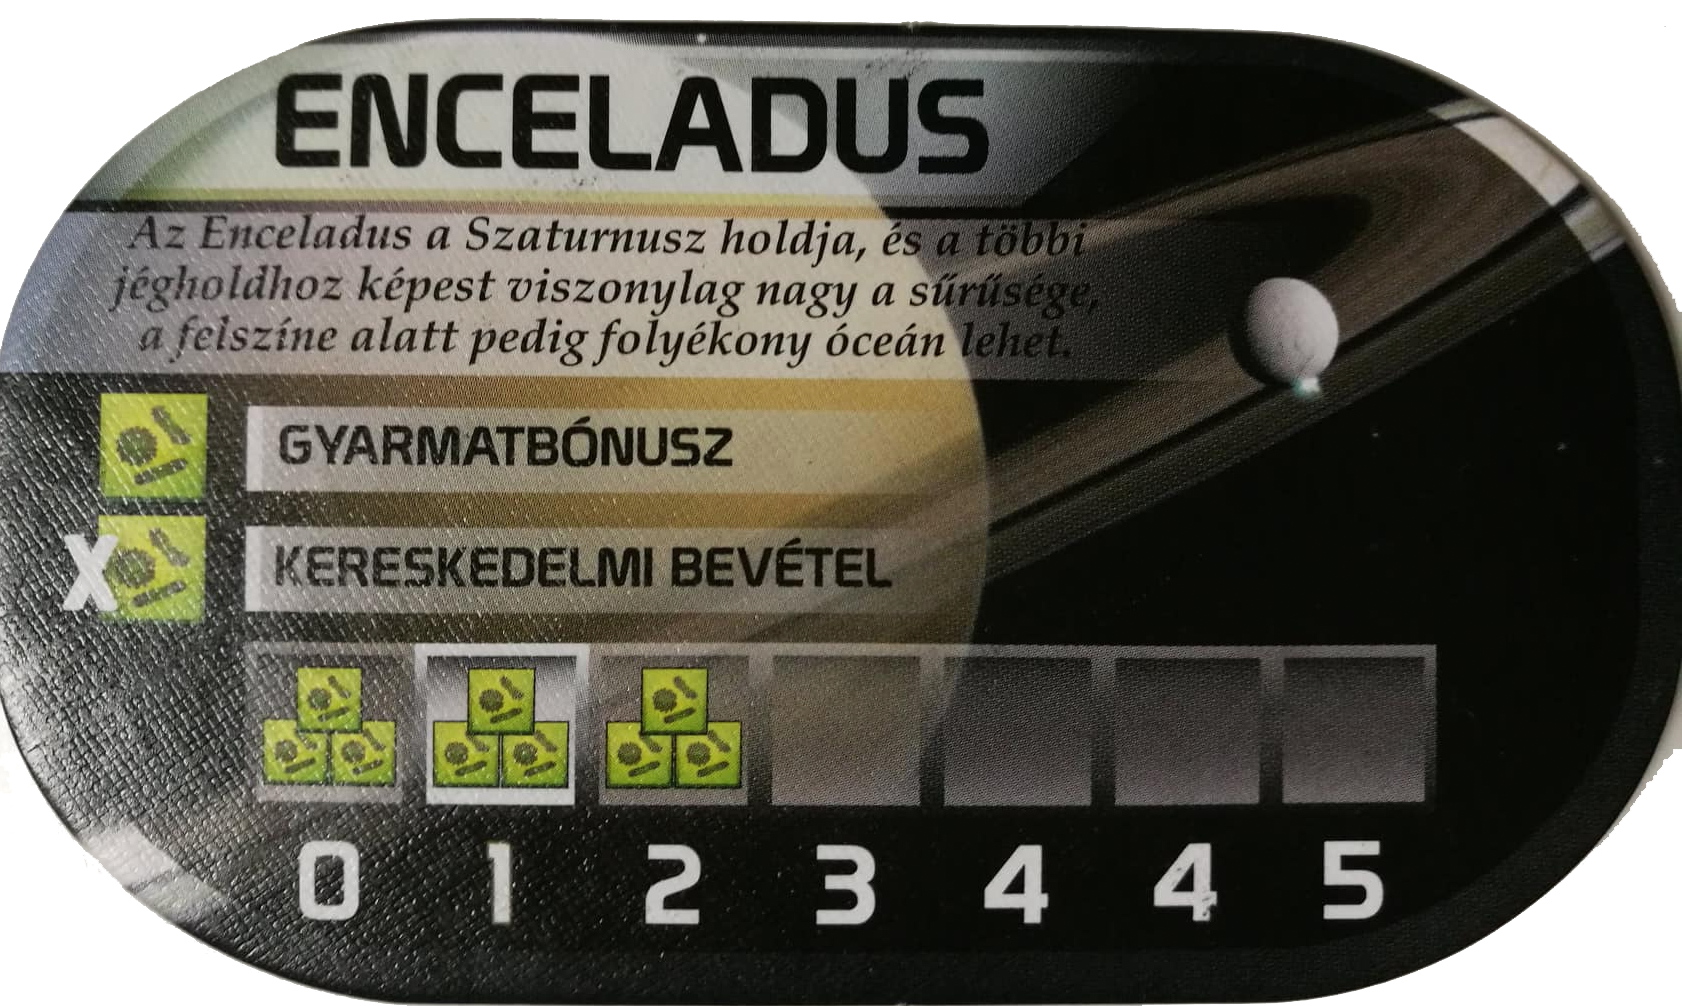 ENCELADUS
Az Enceladus a Szaturnusz holdja, és a többi
jégholdhoz képest viszonylag nagy a sűrűsége,
a felszíne alatt pedig folyékony óceán lehet.
GYARMATBÓNUSZ
X KERESKEDELMI BEVÉTEL
0 1 2 3 4 4 5